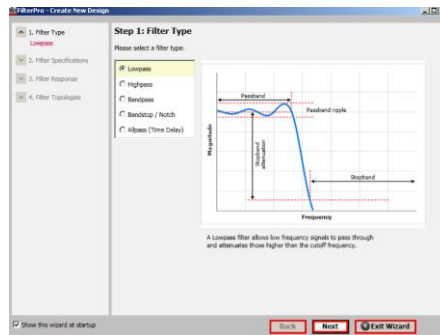 FilterPro - Create New Design
1. Filter Type
Lowpass
2. Filter Specifications
3. Filter Response
4. Filter Topologies
Step 1: Filter Type
Please select a filter type:
Lowpass
Highpass
Bandpass
Bandstop / Notch
Allpass (Time Delay)
Passband
Passband ripple
Magnitude
Stopband
attenuation
Stopband
Frequency
A Lowpass filter allows low frequency signals to pass through
and attenuates those higher than the cutoff frequency.
Show this wizard at startup
Back
Next
Exit Wizard